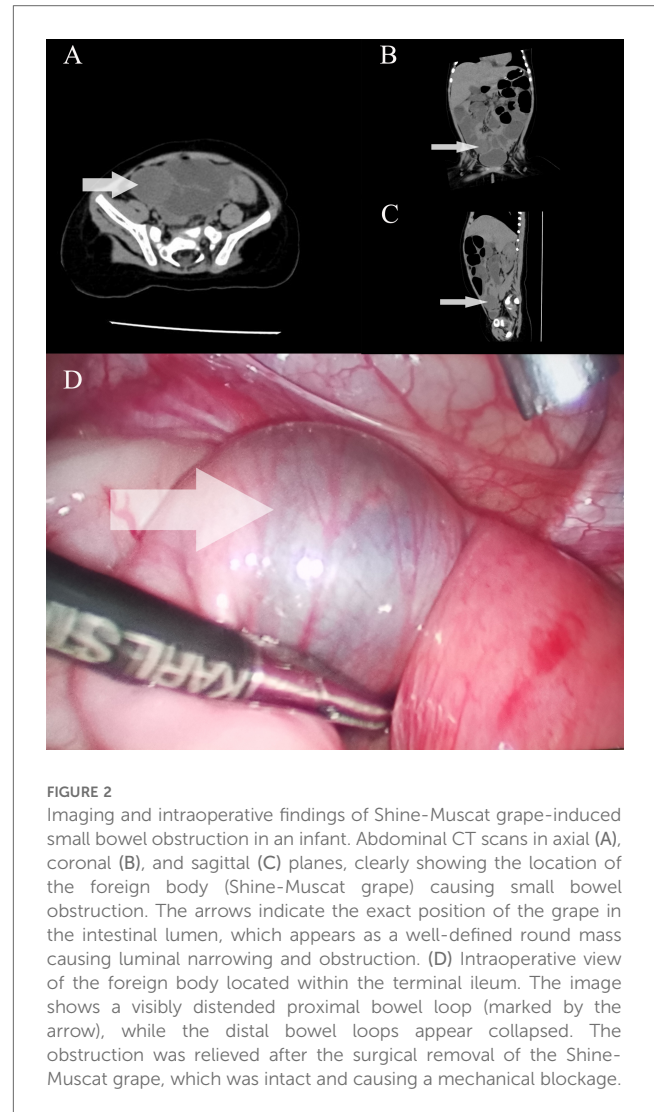 A
B
C
D
KARL ST
FIGURE 2
Imaging and intraoperative findings of Shine-Muscat grape-induced
small bowel obstruction in an infant. Abdominal CT scans in axial (A),
coronal (B), and sagittal (C) planes, clearly showing the location of
the foreign body (Shine-Muscat grape) causing small bowel
obstruction. The arrows indicate the exact position of the grape in
the intestinal lumen, which appears as a well-defined round mass
causing luminal narrowing and obstruction. (D) Intraoperative view
of the foreign body located within the terminal ileum. The image
shows a visibly distended proximal bowel loop (marked by the
arrow), while the distal bowel loops appear collapsed. The
obstruction was relieved after the surgical removal of the Shine-
Muscat grape, which was intact and causing a mechanical blockage.